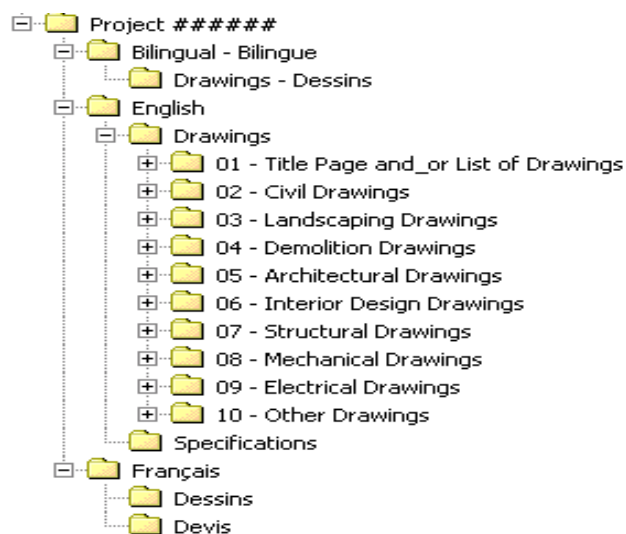 Project ######
Bilingual - Bilingue
Drawings - Dessins
English
Drawings
01 - Title Page and_or List of Drawings
02 - Civil Drawings
03 - Landscaping Drawings
04 - Demolition Drawings
05 - Architectural Drawings
06 - Interior Design Drawings
07 - Structural Drawings
08 - Mechanical Drawings
09 - Electrical Drawings
10 - Other Drawings
Specifications
Français
Dessins
Devis